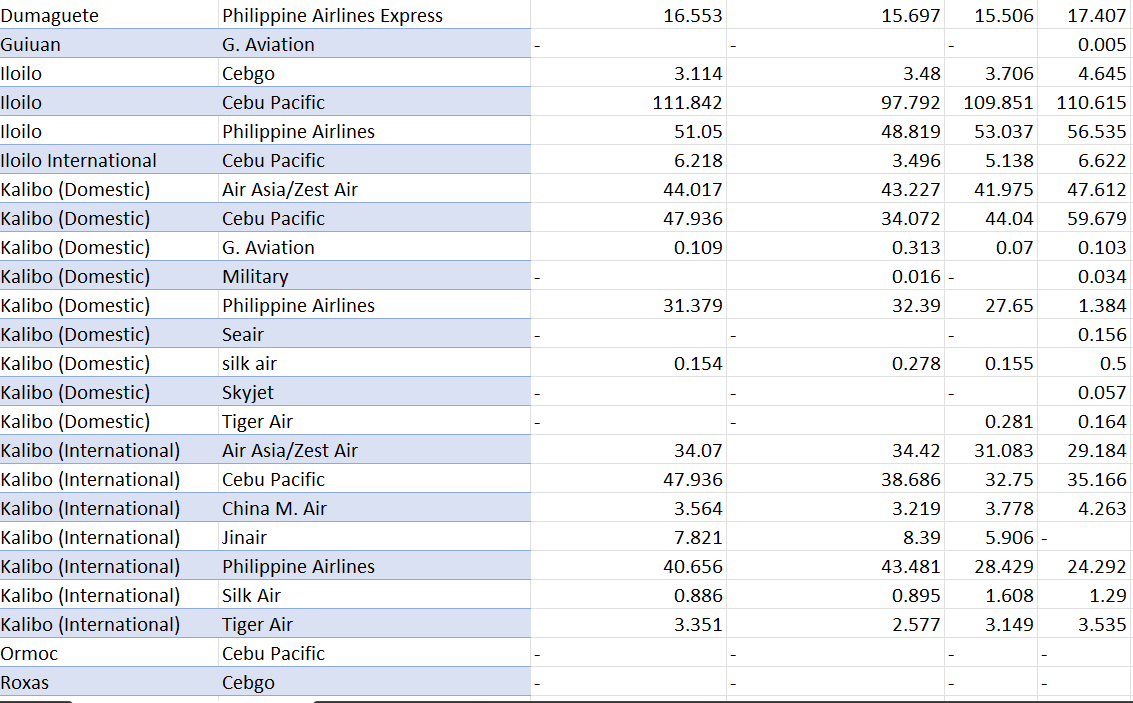 Dumaguete Philippine Airlines Express 16.553 15.697 15.506 17.407
Guiuan G. Aviation - - - 0.005
Iloilo Cebgo 3.114 3.48 3.706 4.645
Iloilo Cebu Pacific 111.842 97.792 109.851 110.615
Iloilo Philippine Airlines 51.05 48.819 53.037 56.535
Iloilo International Cebu Pacific 6.218 3.496 5.138 6.622
Kalibo (Domestic) Air Asia/Zest Air 44.017 43.227 41.975 47.612
Kalibo (Domestic) Cebu Pacific 47.936 34.072 44.04 59.679
Kalibo (Domestic) G. Aviation 0.109 0.313 0.07 0.103
Kalibo (Domestic) Military - 0.016 - 0.034
Kalibo (Domestic) Philippine Airlines 31.379 32.39 27.65 1.384
Kalibo (Domestic) Seair - - - 0.156
Kalibo (Domestic) silk air 0.154 0.278 0.155 0.5
Kalibo (Domestic) Skyjet - - - 0.057
Kalibo (Domestic) Tiger Air - - 0.281 0.164
Kalibo (International) Air Asia/Zest Air 34.07 34.42 31.083 29.184
Kalibo (International) Cebu Pacific 47.936 38.686 32.75 35.166
Kalibo (International) China M. Air 3.564 3.219 3.778 4.263
Kalibo (International) Jinair 7.821 8.39 5.906 -
Kalibo (International) Philippine Airlines 40.656 43.481 28.429 24.292
Kalibo (International) Silk Air 0.886 0.895 1.608 1.29
Kalibo (International) Tiger Air 3.351 2.577 3.149 3.535
Ormoc Cebu Pacific - - - -
Roxas Cebgo - - - -